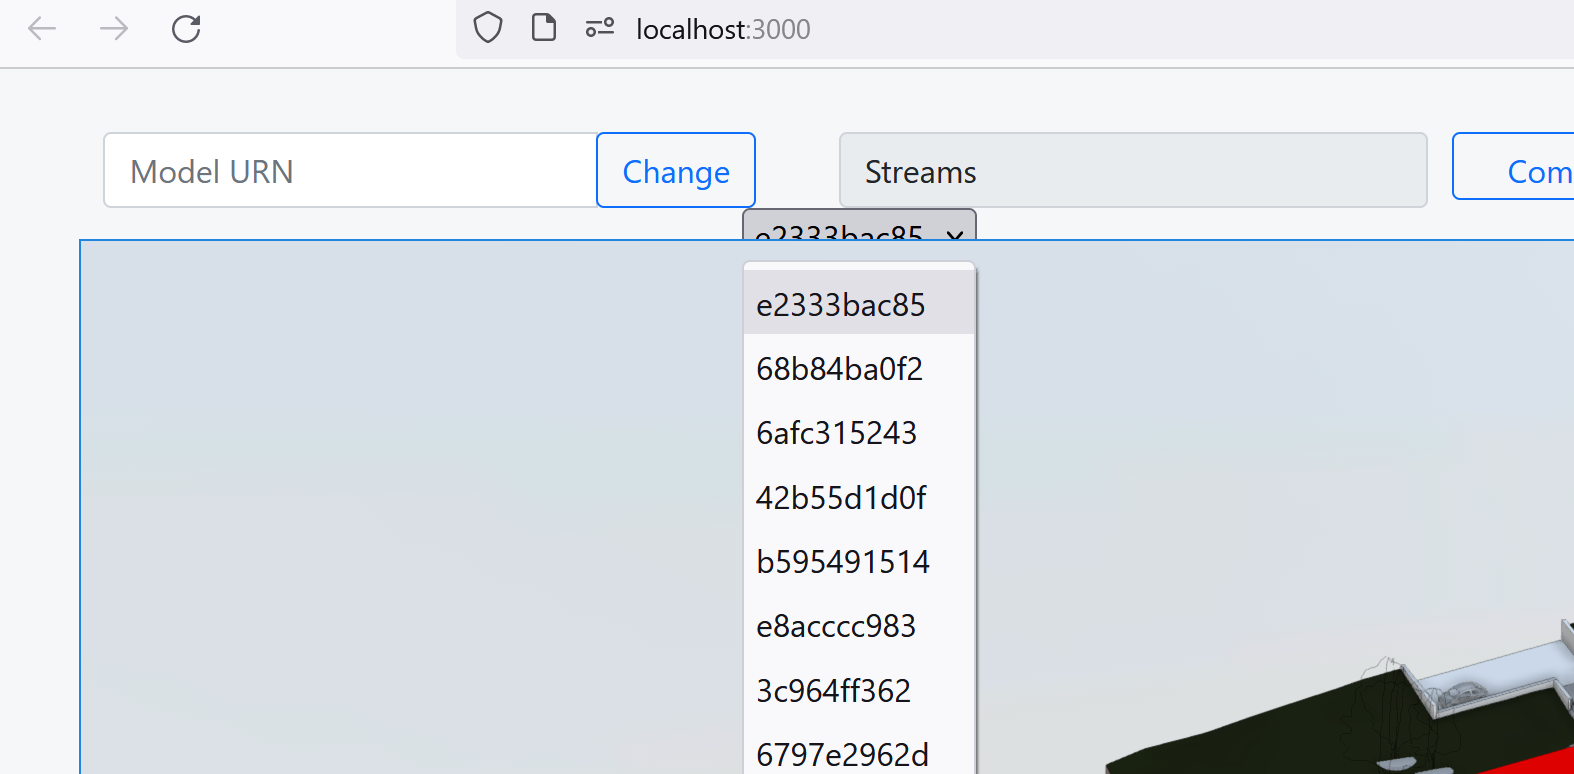 localhost:3000
Model URN
Change
Streams
Com
e2333bac85
e2333bac85
68b84ba0f2
6afc315243
42b55d1d0f
b595491514
e8acccc983
3c964ff362
6797e2962d